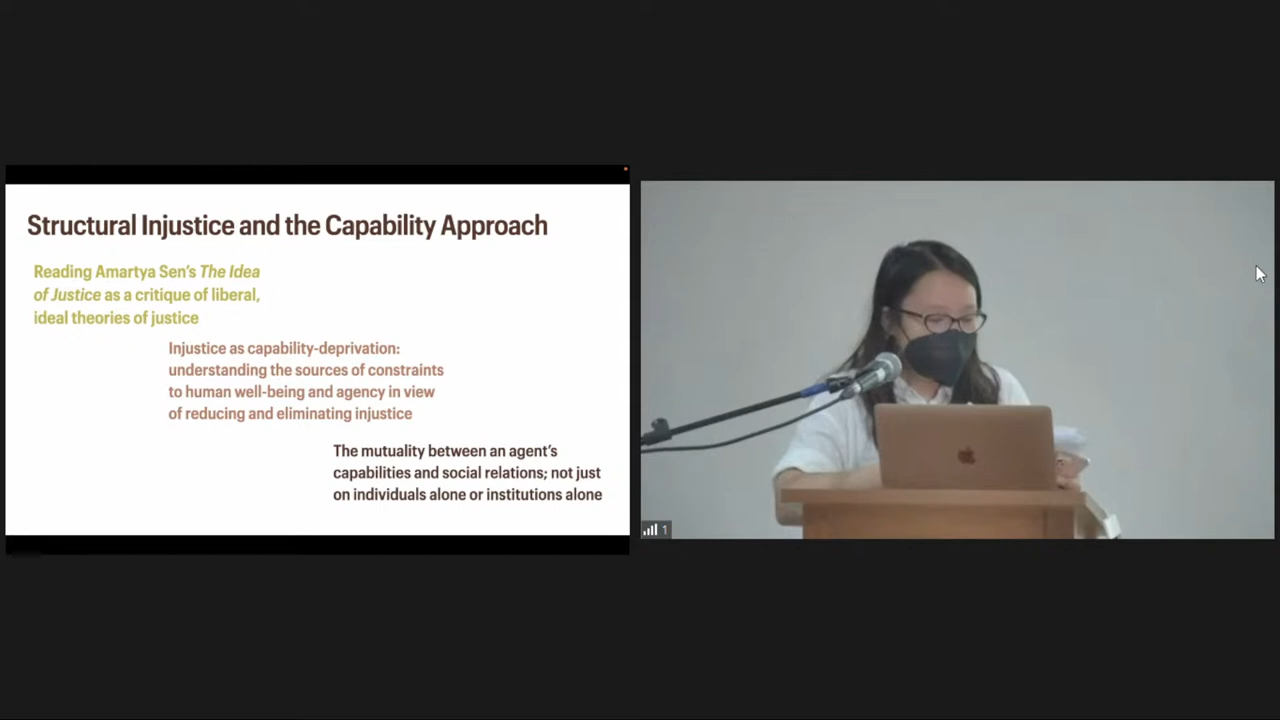 Structural Injustice and the Capability Approach
Reading Amartya Sen's The Idea
of Justice as a critique of liberal,
ideal theories of justice
Injustice as capability-deprivation:
understanding the sources of constraints
to human well-being and agency in view
of reducing and eliminating injustice
The mutuality between an agent's
capabilities and social relations; not just
on individuals alone or institutions alone
1